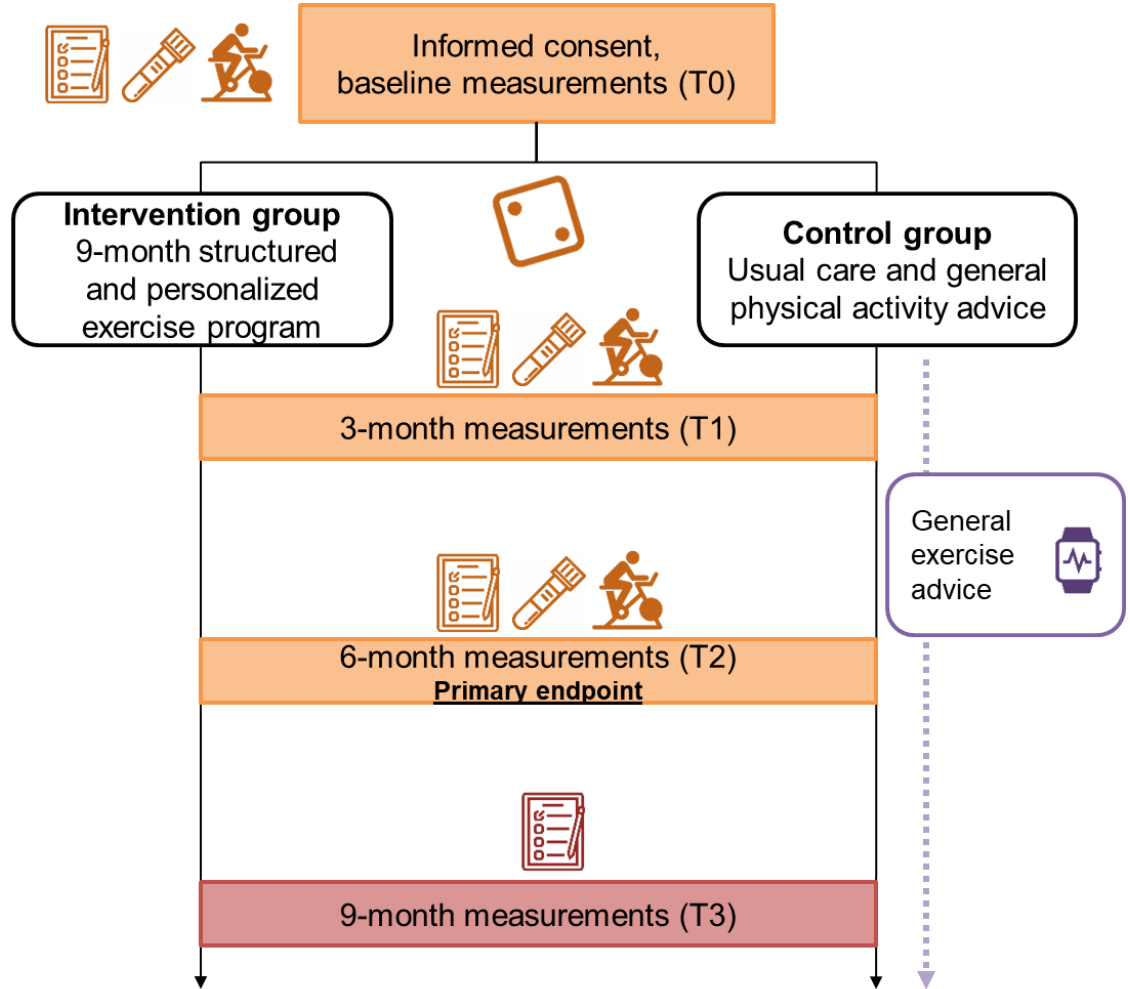 Informed consent,
baseline measurements (T0)
Intervention group
9-month structured
and personalized
exercise program
Control group
Usual care and general
physical activity advice
3-month measurements (T1)
General
exercise
advice
6-month measurements (T2)
Primary endpoint
9-month measurements (T3)